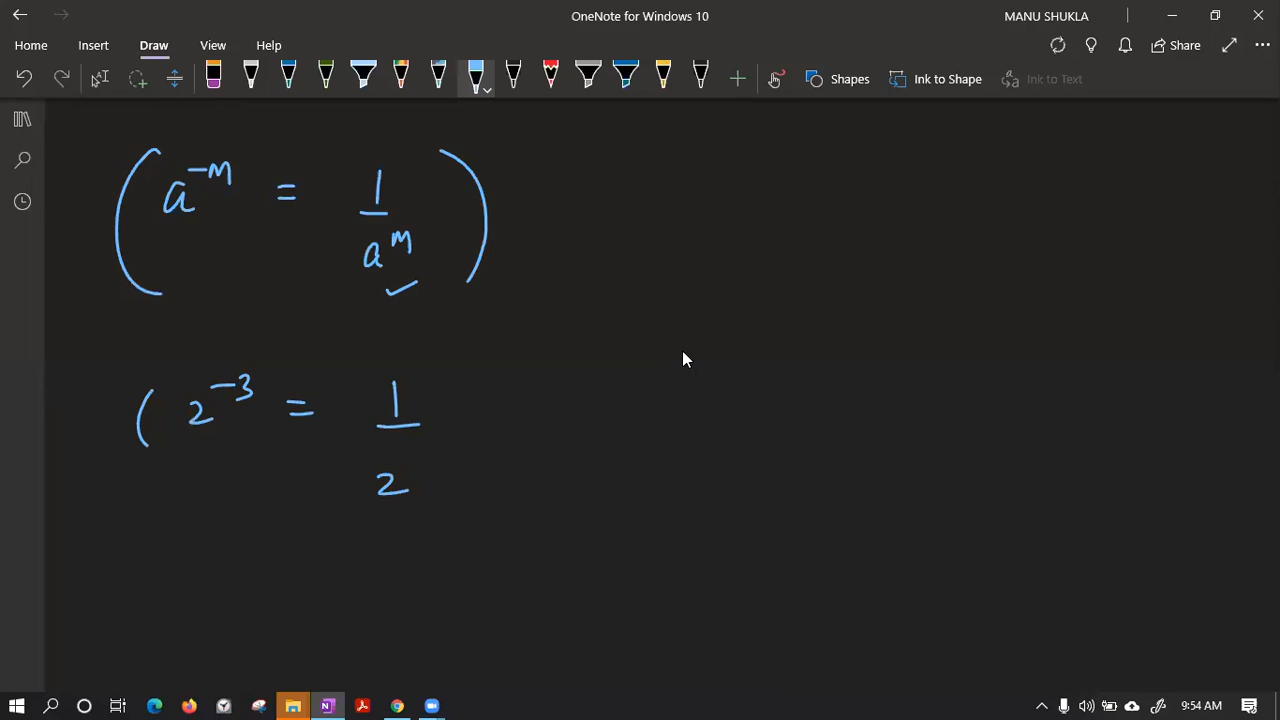 OneNote for Windows 10
MANU SHUKLA
Home Insert Draw View Help
Share
Shapes
Ink to Shape
Ink to Text
( a^{-m} = 1/a^m )
( 2^{-3} = 1/2
9:54 AM